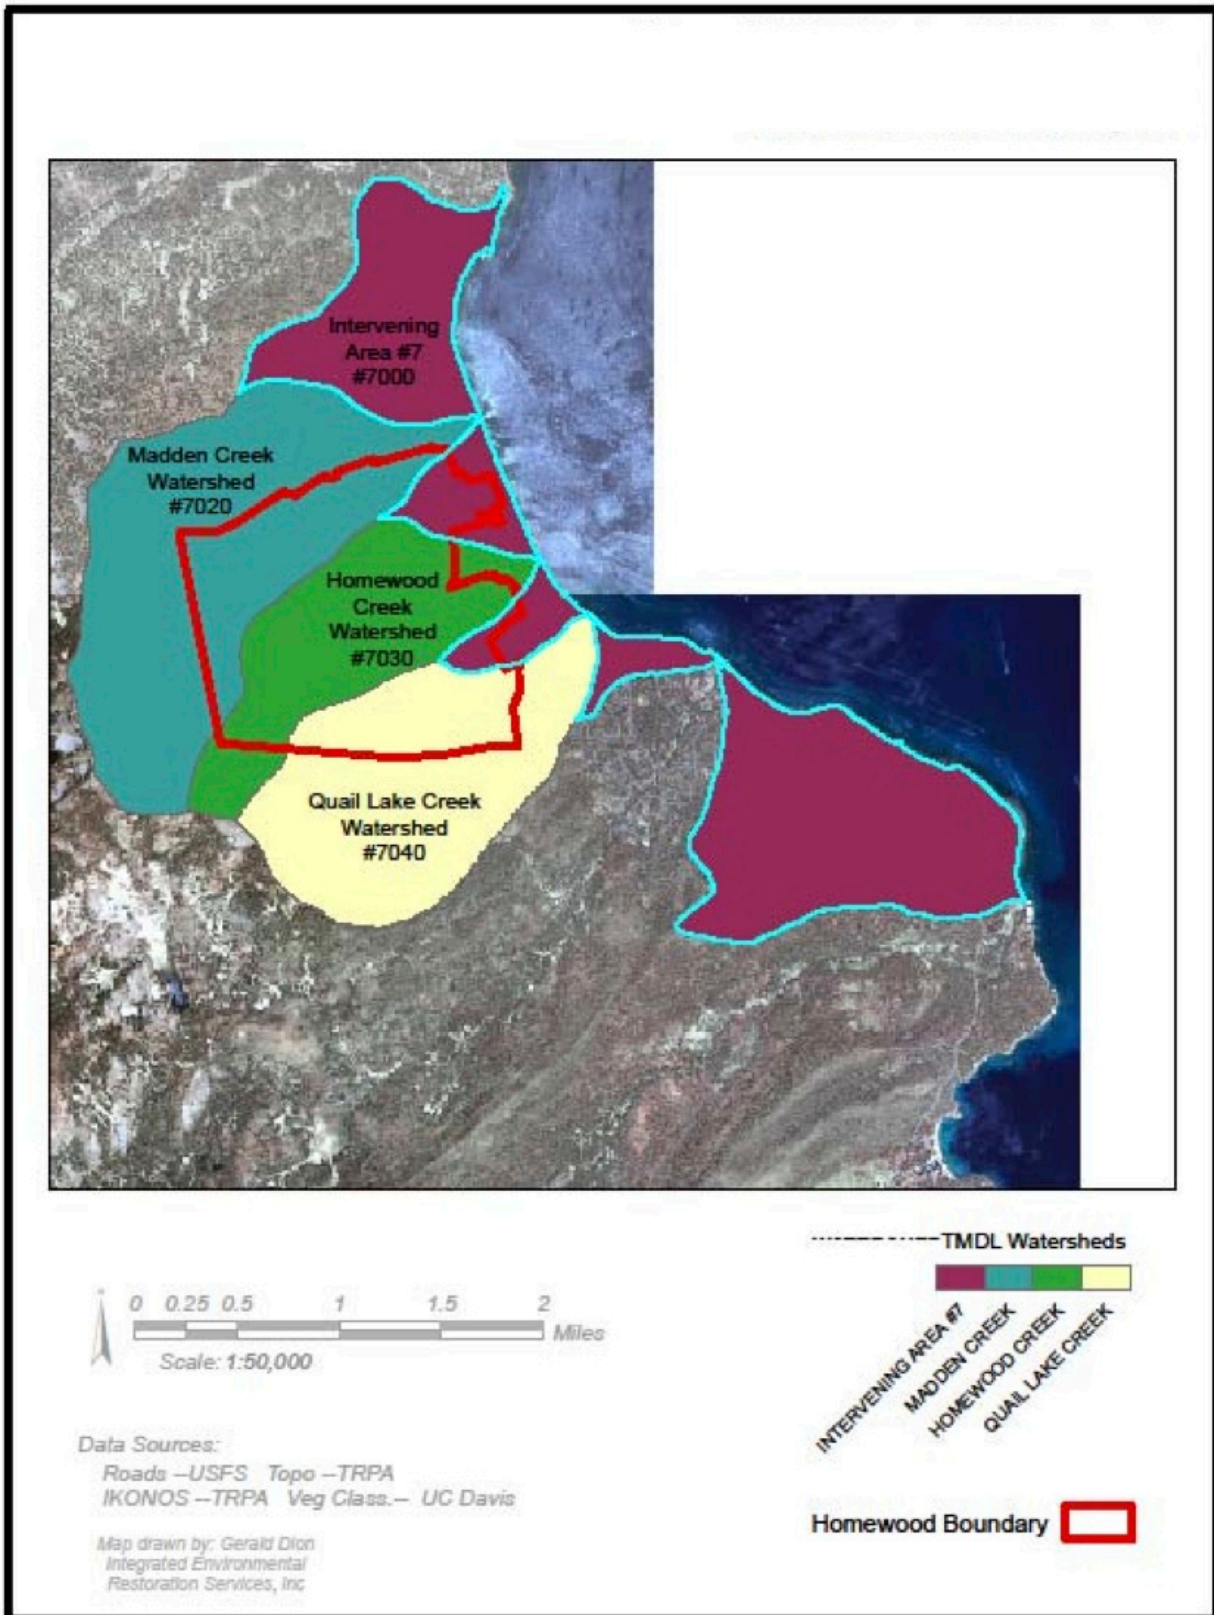 Intervening
Area #7
#7000
Madden Creek
Watershed
#7020
Homewood
Creek
Watershed
#7030
Quail Lake Creek
Watershed
#7040
TMDL Watersheds
INTERVENING AREA #7
MADDEN CREEK
HOMEWOOD CREEK
QUAIL LAKE CREEK
0 0.25 0.5 1 1.5 2
Miles
Scale: 1:50,000
Data Sources:
Roads --USFS Topo --TRPA
IKONOS --TRPA Veg Class.-- UC Davis
Map drawn by: Gerald Dion
Integrated Environmental
Restoration Services, Inc
Homewood Boundary